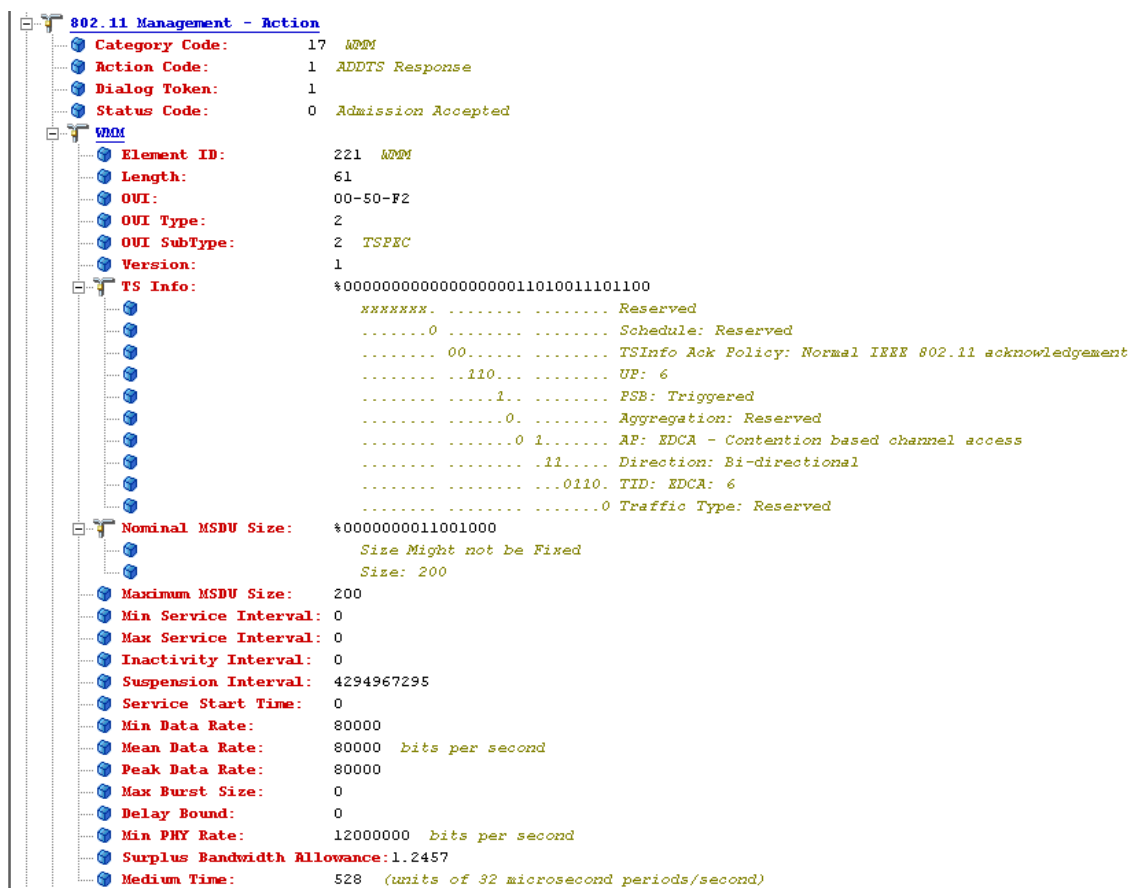 802.11 Management - Action
Category Code: 17 WMM
Action Code: 1 ADDTS Response
Dialog Token: 1
Status Code: 0 Admission Accepted
WMM
Element ID: 221 WMM
Length: 61
OUI: 00-50-F2
OUI Type: 2
OUI SubType: 2 TSPEC
Version: 1
TS Info: %000000000000000011010011101100
xxxxxxx. ........ ........ Reserved
.......0 ........ ........ Schedule: Reserved
........ 00...... ........ TSInfo Ack Policy: Normal IEEE 802.11 acknowledgement
........ ..110... ........ UP: 6
........ .....1.. ........ PSB: Triggered
........ ......0. ........ Aggregation: Reserved
........ .......0 1....... AP: EDCA - Contention based channel access
........ ........ .11..... Direction: Bi-directional
........ ........ ...0110. TID: EDCA: 6
........ ........ .......0 Traffic Type: Reserved
Nominal MSDU Size: %0000000011001000
Size Might not be Fixed
Size: 200
Maximum MSDU Size: 200
Min Service Interval: 0
Max Service Interval: 0
Inactivity Interval: 0
Suspension Interval: 4294967295
Service Start Time: 0
Min Data Rate: 80000
Mean Data Rate: 80000 bits per second
Peak Data Rate: 80000
Max Burst Size: 0
Delay Bound: 0
Min PHY Rate: 12000000 bits per second
Surplus Bandwidth Allowance:1.2457
Medium Time: 528 (units of 32 microsecond periods/second)